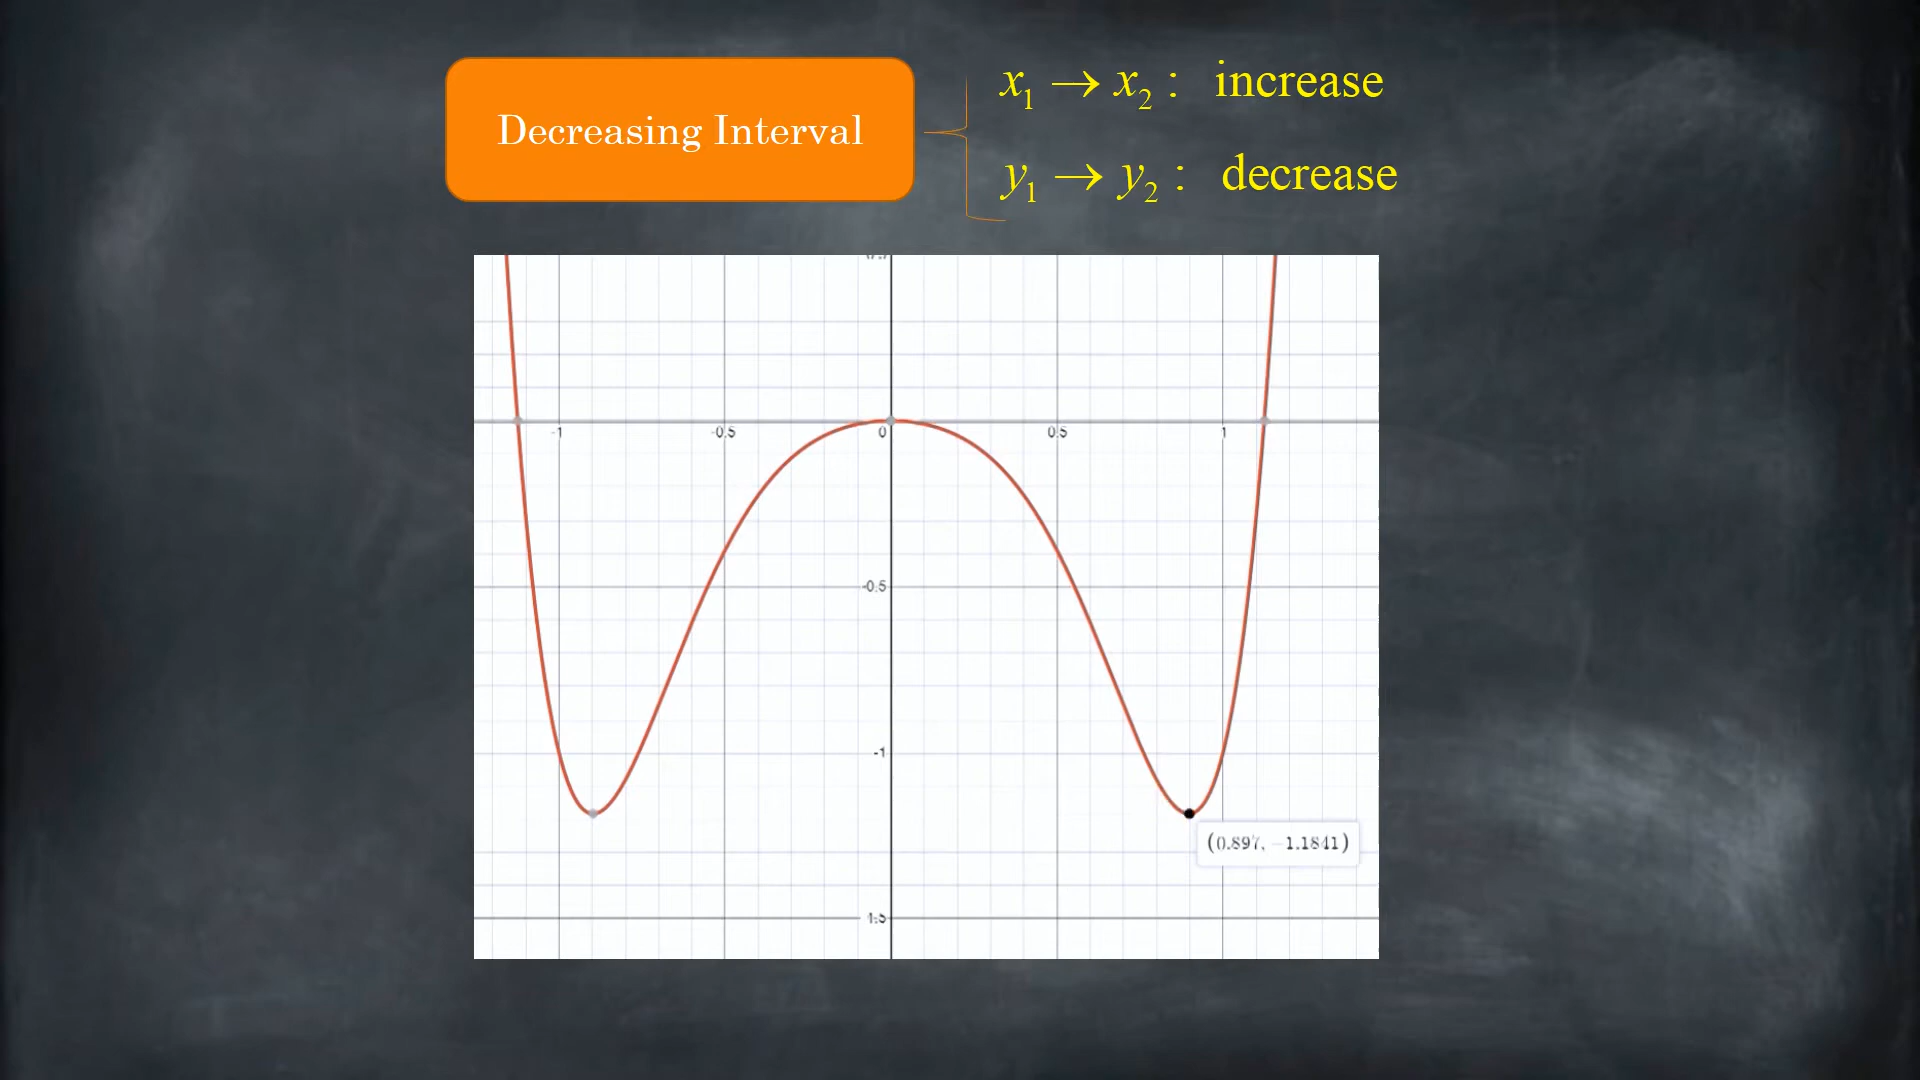 Decreasing Interval
x₁ → x₂ : increase
y₁ → y₂ : decrease
-1 -0.5 0 0.5 1
-0.5
-1
(0.897, −1.1841)